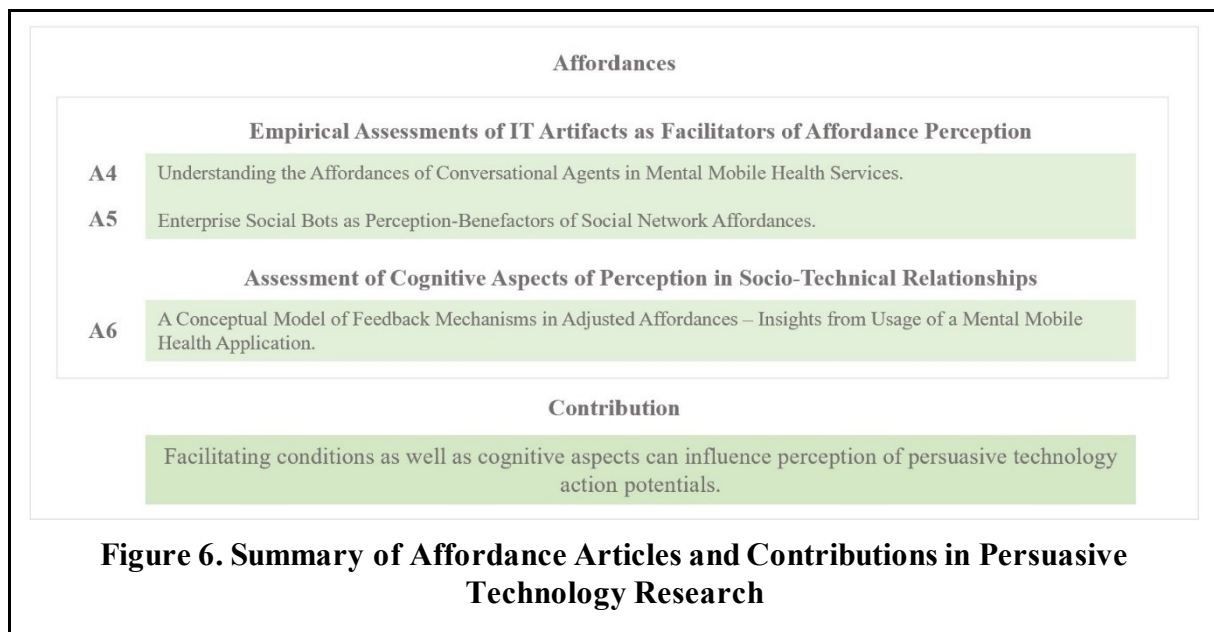 Affordances
Empirical Assessments of IT Artifacts as Facilitators of Affordance Perception
A4
Understanding the Affordances of Conversational Agents in Mental Mobile Health Services.
A5
Enterprise Social Bots as Perception-Benefactors of Social Network Affordances.
Assessment of Cognitive Aspects of Perception in Socio-Technical Relationships
A6
A Conceptual Model of Feedback Mechanisms in Adjusted Affordances – Insights from Usage of a Mental Mobile
Health Application.
Contribution
Facilitating conditions as well as cognitive aspects can influence perception of persuasive technology
action potentials.
Figure 6. Summary of Affordance Articles and Contributions in Persuasive
Technology Research